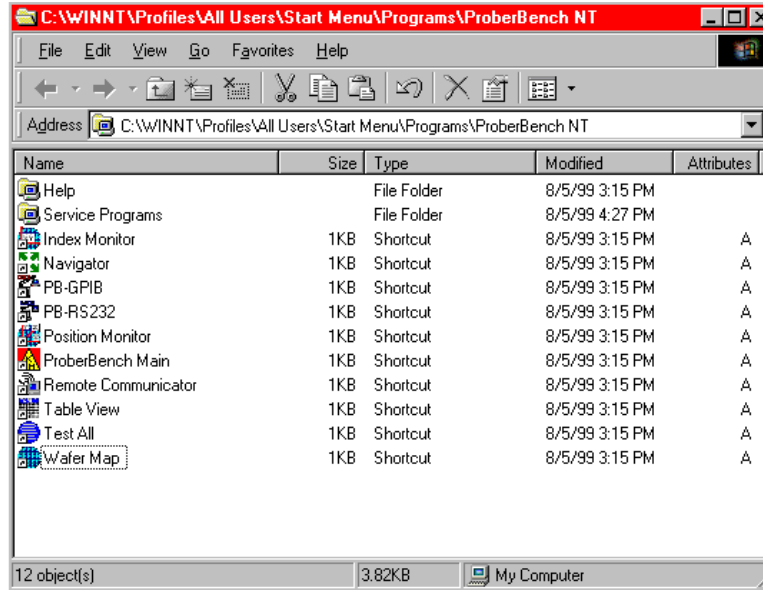 C:\WINNT\Profiles\All Users\Start Menu\Programs\ProberBench NT
File Edit View Go Favorites Help
Address C:\WINNT\Profiles\All Users\Start Menu\Programs\ProberBench NT
Name Size Type Modified Attributes
Help File Folder 8/5/99 3:15 PM
Service Programs File Folder 8/5/99 4:27 PM
Index Monitor 1KB Shortcut 8/5/99 3:15 PM A
Navigator 1KB Shortcut 8/5/99 3:15 PM A
PB-GPIB 1KB Shortcut 8/5/99 3:15 PM A
PB-RS232 1KB Shortcut 8/5/99 3:15 PM A
Position Monitor 1KB Shortcut 8/5/99 3:15 PM A
ProberBench Main 1KB Shortcut 8/5/99 3:15 PM A
Remote Communicator 1KB Shortcut 8/5/99 3:15 PM A
Table View 1KB Shortcut 8/5/99 3:15 PM A
Test All 1KB Shortcut 8/5/99 3:15 PM A
Wafer Map 1KB Shortcut 8/5/99 3:15 PM A
12 object(s) 3.82KB My Computer